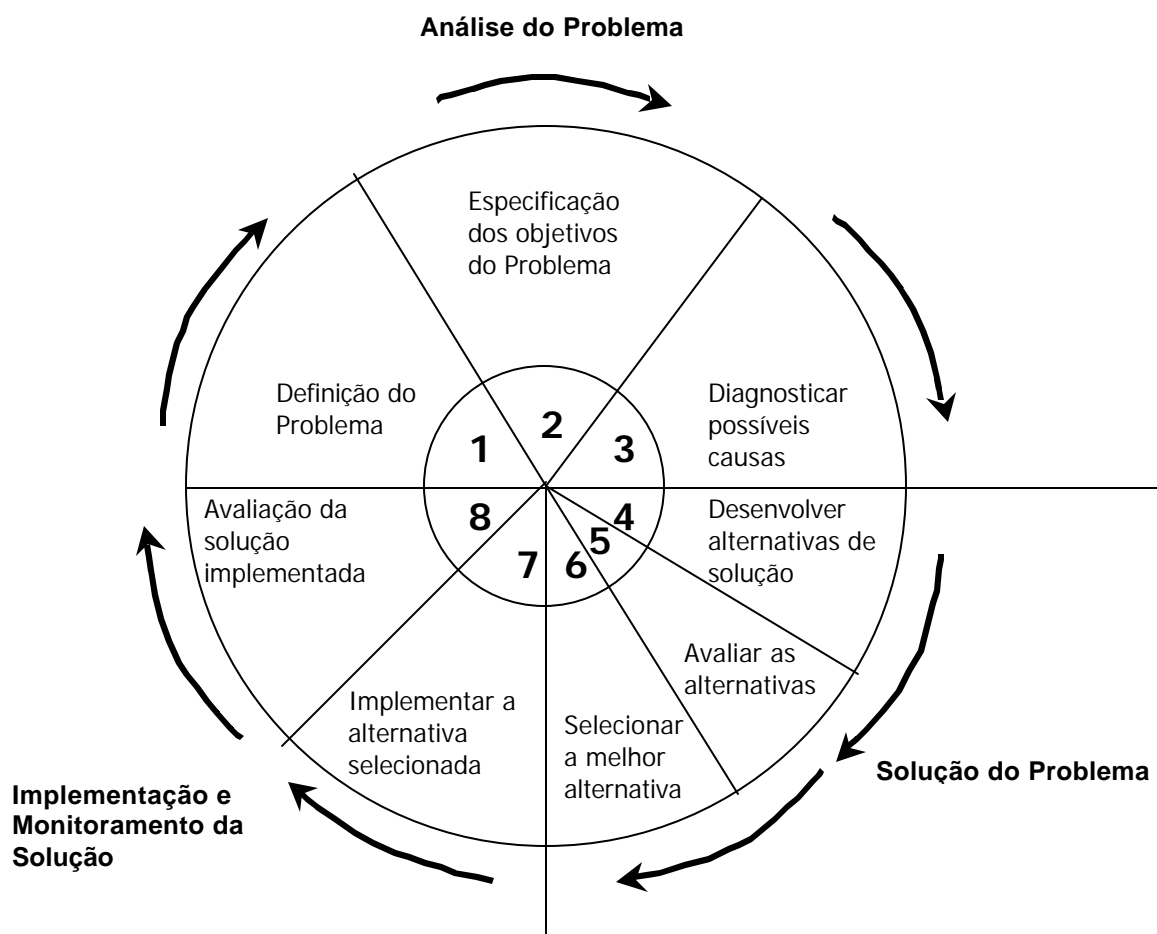 Análise do Problema
Especificação
dos objetivos
do Problema
Definição do
Problema
Diagnosticar
possíveis
causas
1
2
3
Avaliação da
solução
implementada
8
7
6
5
4
Desenvolver
alternativas de
solução
Avaliar as
alternativas
Implementar a
alternativa
selecionada
Selecionar
a melhor
alternativa
Solução do Problema
Implementação e
Monitoramento da
Solução